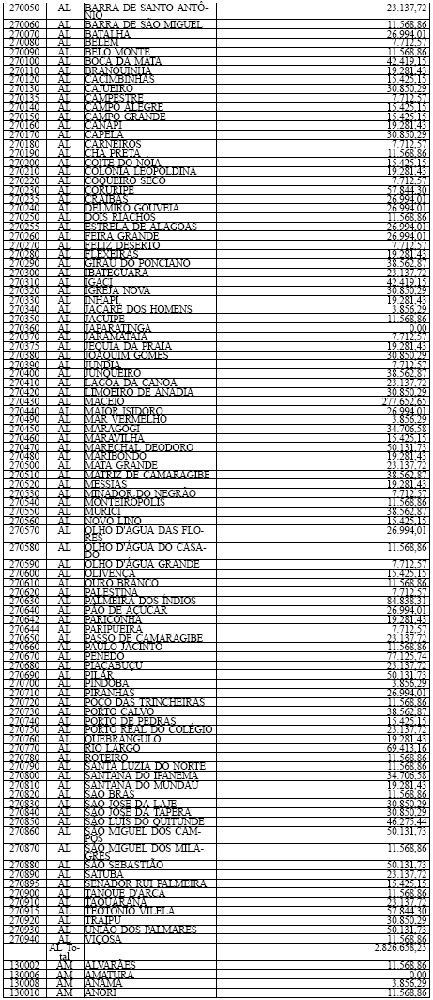 270050 AL BARRA DE SANTO ANTÔ- 23.137,72
NIO
270060 AL BARRA DE SÃO MIGUEL 11.568,86
270070 AL BATALHA 26.994,01
270080 AL BELÉM 7.712,57
270090 AL BELO MONTE 11.568,86
270100 AL BOCA DA MATA 42.419,15
270110 AL BRANQUINHA 19.281,43
270120 AL CACIMBINHAS 15.425,15
270130 AL CAJUEIRO 30.850,29
270135 AL CAMPESTRE 7.712,57
270140 AL CAMPO ALEGRE 15.425,15
270150 AL CAMPO GRANDE 15.425,15
270160 AL CANAPI 19.281,43
270170 AL CAPELA 30.850,29
270180 AL CARNEIROS 7.712,57
270190 AL CHÃ PRETA 11.568,86
270200 AL COITÉ DO NÓIA 15.425,15
270210 AL COLÔNIA LEOPOLDINA 19.281,43
270220 AL COQUEIRO SECO 7.712,57
270230 AL CORURIPE 57.844,30
270235 AL CRAÍBAS 26.994,01
270240 AL DELMIRO GOUVEIA 26.994,01
270250 AL DOIS RIACHOS 11.568,86
270255 AL ESTRELA DE ALAGOAS 26.994,01
270260 AL FEIRA GRANDE 26.994,01
270270 AL FELIZ DESERTO 7.712,57
270280 AL FLEXEIRAS 19.281,43
270290 AL GIRAU DO PONCIANO 38.562,87
270300 AL IBATEGUARA 23.137,72
270310 AL IGACI 42.419,15
270320 AL IGREJA NOVA 30.850,29
270330 AL INHAPI 19.281,43
270340 AL JACARÉ DOS HOMENS 3.856,29
270350 AL JACUÍPE 11.568,86
270360 AL JAPARATINGA 0,00
270370 AL JARAMATAIA 7.712,57
270375 AL JEQUIÁ DA PRAIA 19.281,43
270380 AL JOAQUIM GOMES 30.850,29
270390 AL JUNDIÁ 7.712,57
270400 AL JUNQUEIRO 38.562,87
270410 AL LAGOA DA CANOA 23.137,72
270420 AL LIMOEIRO DE ANADIA 30.850,29
270430 AL MACEIÓ 277.652,65
270440 AL MAJOR ISIDORO 26.994,01
270490 AL MAR VERMELHO 3.856,29
270450 AL MARAGOGI 34.706,58
270460 AL MARAVILHA 15.425,15
270470 AL MARECHAL DEODORO 50.131,73
270480 AL MARIBONDO 19.281,43
270500 AL MATA GRANDE 23.137,72
270510 AL MATRIZ DE CAMARAGIBE 38.562,87
270520 AL MESSIAS 19.281,43
270530 AL MINADOR DO NEGRÃO 7.712,57
270540 AL MONTEIRÓPOLIS 11.568,86
270550 AL MURICI 38.562,87
270560 AL NOVO LINO 15.425,15
270570 AL OLHO D'ÁGUA DAS FLO- 26.994,01
RES
270580 AL OLHO D'ÁGUA DO CASA- 11.568,86
DO
270590 AL OLHO D'ÁGUA GRANDE 7.712,57
270600 AL OLIVENÇA 15.425,15
270610 AL OURO BRANCO 11.568,86
270620 AL PALESTINA 7.712,57
270630 AL PALMEIRA DOS ÍNDIOS 84.838,31
270640 AL PÃO DE AÇÚCAR 26.994,01
270642 AL PARICONHA 19.281,43
270644 AL PARIPUEIRA 7.712,57
270650 AL PASSO DE CAMARAGIBE 23.137,72
270660 AL PAULO JACINTO 11.568,86
270670 AL PENEDO 77.125,74
270680 AL PIAÇABUÇU 23.137,72
270690 AL PILAR 50.131,73
270700 AL PINDOBA 3.856,29
270710 AL PIRANHAS 26.994,01
270720 AL POÇO DAS TRINCHEIRAS 11.568,86
270730 AL PORTO CALVO 38.562,87
270740 AL PORTO DE PEDRAS 15.425,15
270750 AL PORTO REAL DO COLÉGIO 23.137,72
270760 AL QUEBRANGULO 19.281,43
270770 AL RIO LARGO 69.413,16
270780 AL ROTEIRO 11.568,86
270790 AL SANTA LUZIA DO NORTE 11.568,86
270800 AL SANTANA DO IPANEMA 34.706,58
270810 AL SANTANA DO MUNDAÚ 19.281,43
270820 AL SÃO BRÁS 11.568,86
270830 AL SÃO JOSÉ DA LAJE 30.850,29
270840 AL SÃO JOSÉ DA TAPERA 30.850,29
270850 AL SÃO LUÍS DO QUITUNDE 46.275,44
270860 AL SÃO MIGUEL DOS CAM- 50.131,73
POS
270870 AL SÃO MIGUEL DOS MILA- 11.568,86
GRES
270880 AL SÃO SEBASTIÃO 50.131,73
270890 AL SATUBA 23.137,72
270895 AL SENADOR RUI PALMEIRA 15.425,15
270900 AL TANQUE D'ARCA 11.568,86
270910 AL TAQUARANA 23.137,72
270915 AL TEOTÔNIO VILELA 57.844,30
270920 AL TRAIPU 30.850,29
270930 AL UNIÃO DOS PALMARES 50.131,73
270940 AL VIÇOSA 11.568,86
AL To- 2.826.658,23
tal
130002 AM ALVARÃES 11.568,86
130006 AM AMATURÁ 0,00
130008 AM ANAMÃ 3.856,29
130010 AM ANORI 11.568,86